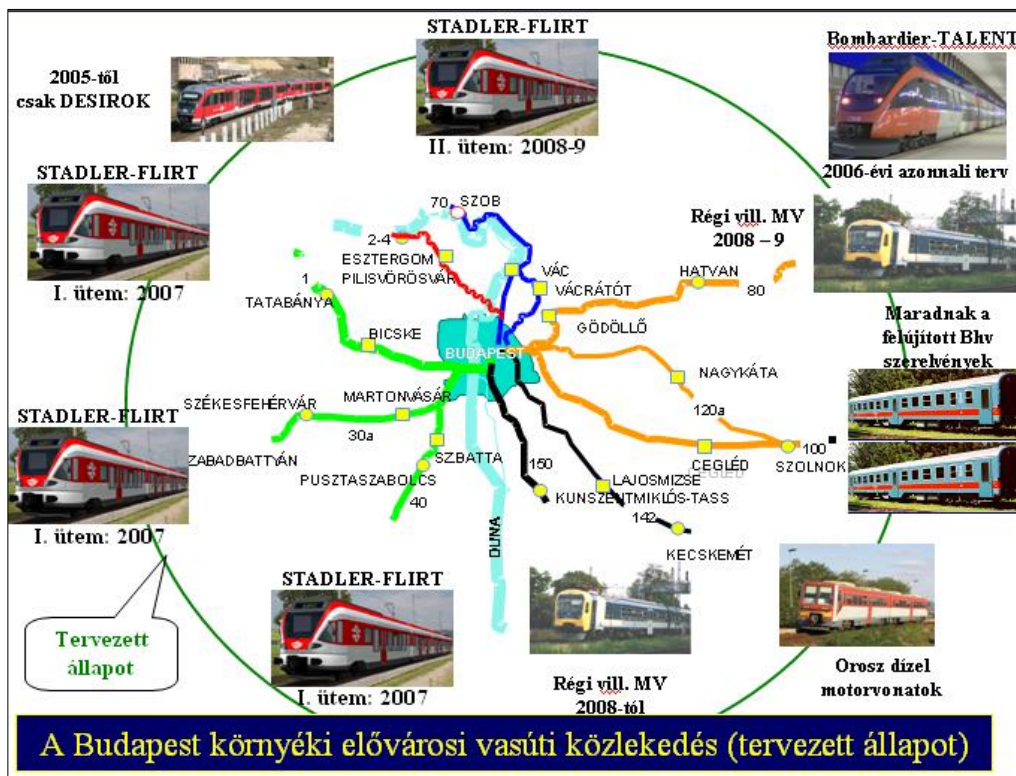 STADLER-FLIRT
II. ütem: 2008-9
Bombardier-TALENT
2006-évi azonnali terv
2005-től
csak DESIROK
STADLER-FLIRT
I. ütem: 2007
Régi vill. MV
2008 – 9
Maradnak a
felújított Bhv
szerelvények
70
SZOB
2-4
ESZTERGOM
PILISVÖRÖSVÁR
VÁC
VÁCRÁTÓT
HATVAN
80
1
TATABÁNYA
BICSKE
BUDAPEST
GÖDÖLLŐ
NAGYKÁTA
120a
STADLER-FLIRT
I. ütem: 2007
SZÉKESFEHÉRVÁR
MARTONVÁSÁR
30a
ZABADBATTYÁN
SZ.BATTA
PUSZTASZABOLCS
40
CEGLÉD
CEGLÉD
100
SZOLNOK
150
LAJOSMIZSE
KUNSZENTMIKLÓS-TASS
142
KECSKEMÉT
DUNA
STADLER-FLIRT
I. ütem: 2007
Régi vill. MV
2008-tól
Orosz dízel
motorvonatok
Tervezett
állapot
A Budapest környéki elővárosi vasúti közlekedés (tervezett állapot)